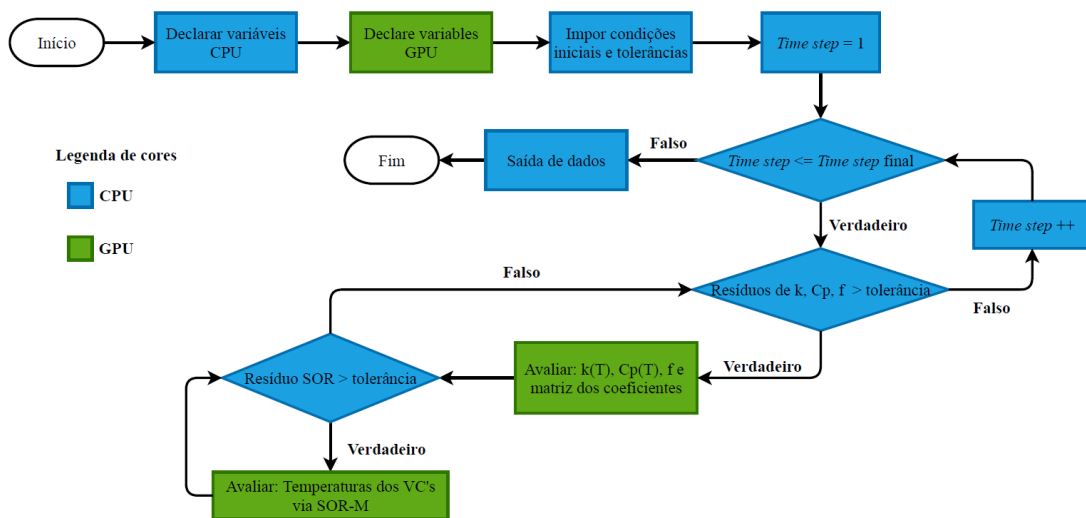 Início
Declarar variáveis
CPU
Declare variables
GPU
Impor condições
iniciais e tolerâncias
Time step = 1
Fim
Saída de dados
Falso
Time step <= Time step final
Legenda de cores
CPU
GPU
Verdadeiro
Time step ++
Falso
Resíduos de k, Cp, f > tolerância
Falso
Verdadeiro
Resíduo SOR > tolerância
Avaliar: k(T), Cp(T), f e
matriz dos coeficientes
Verdadeiro
Avaliar: Temperaturas dos VC's
via SOR-M